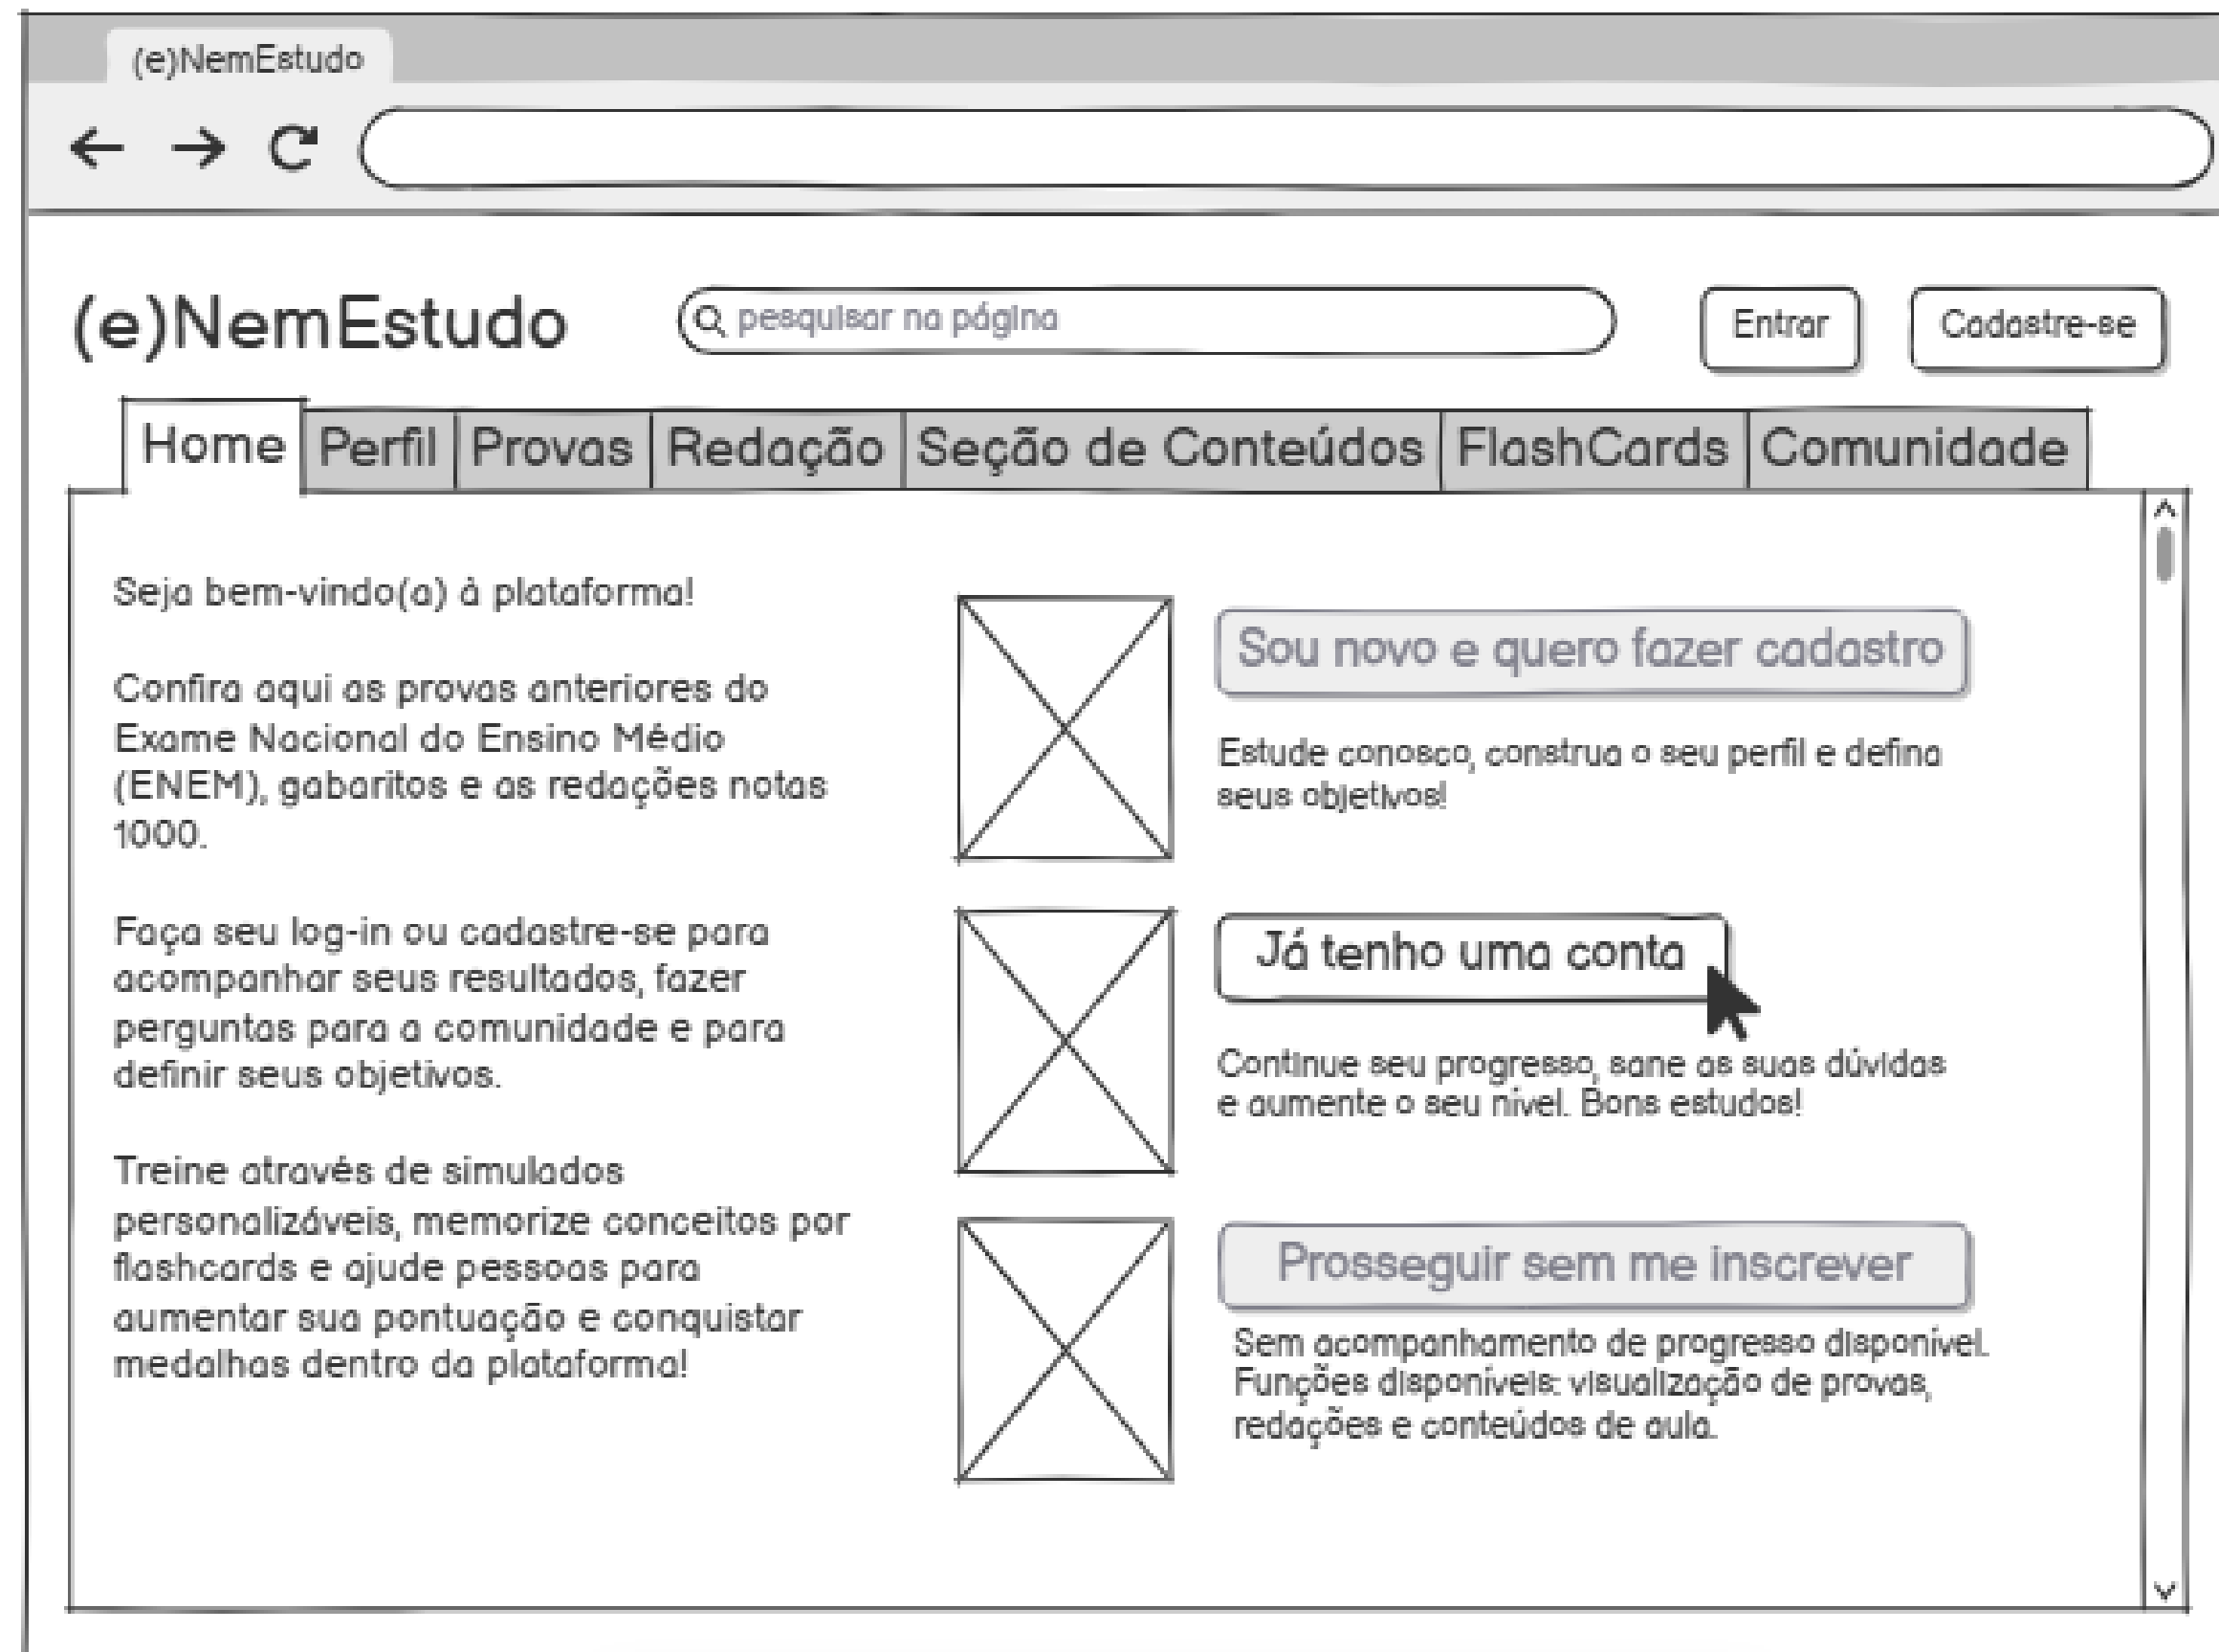 (e)NemEstudo
(e)NemEstudo
pesquisar na página
Entrar
Cadastre-se
Home
Perfil
Provas
Redação
Seção de Conteúdos
FlashCards
Comunidade
Seja bem-vindo(a) à plataforma!
Confira aqui as provas anteriores do
Exame Nacional do Ensino Médio
(ENEM), gabaritos e as redações notas
1000.
Faça seu log-in ou cadastre-se para
acompanhar seus resultados, fazer
perguntas para a comunidade e para
definir seus objetivos.
Treine através de simulados
personalizáveis, memorize conceitos por
flashcards e ajude pessoas para
aumentar sua pontuação e conquistar
medalhas dentro da plataforma!
Sou novo e quero fazer cadastro
Estude conosco, construa o seu perfil e defina
seus objetivos!
Já tenho uma conta
Continue seu progresso, sane as suas dúvidas
e aumente o seu nível. Bons estudos!
Prosseguir sem me inscrever
Sem acompanhamento de progresso disponível.
Funções disponíveis: visualização de provas,
redações e conteúdos de aula.